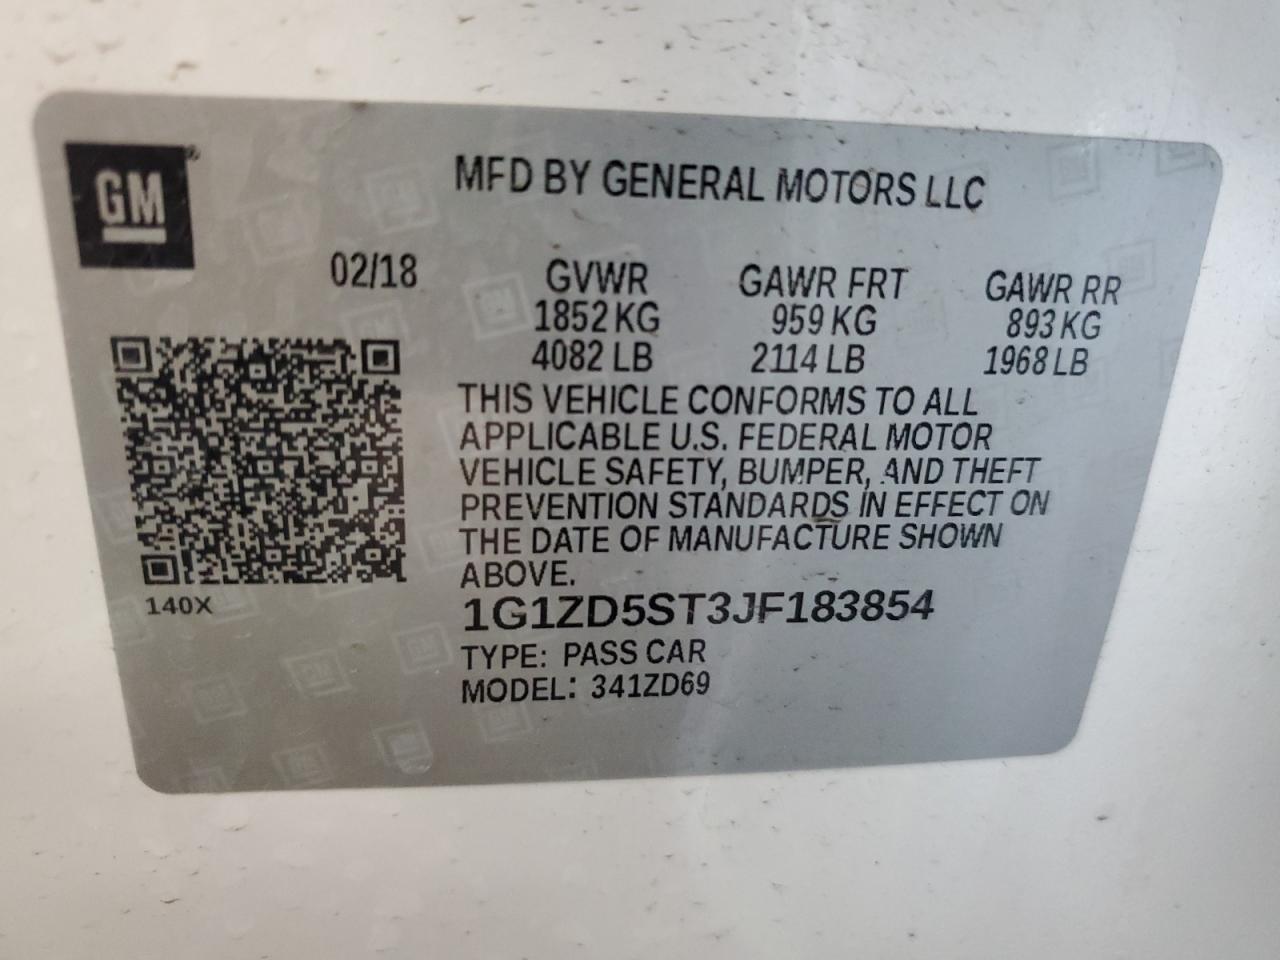 GM
MFD BY GENERAL MOTORS LLC
02/18
GVWR GAWR FRT GAWR RR
1852 KG 959 KG 893 KG
4082 LB 2114 LB 1968 LB
THIS VEHICLE CONFORMS TO ALL
APPLICABLE U.S. FEDERAL MOTOR
VEHICLE SAFETY, BUMPER, AND THEFT
PREVENTION STANDARDS IN EFFECT ON
THE DATE OF MANUFACTURE SHOWN
ABOVE.
140X
1G1ZD5ST3JF183854
TYPE: PASS CAR
MODEL: 341ZD69